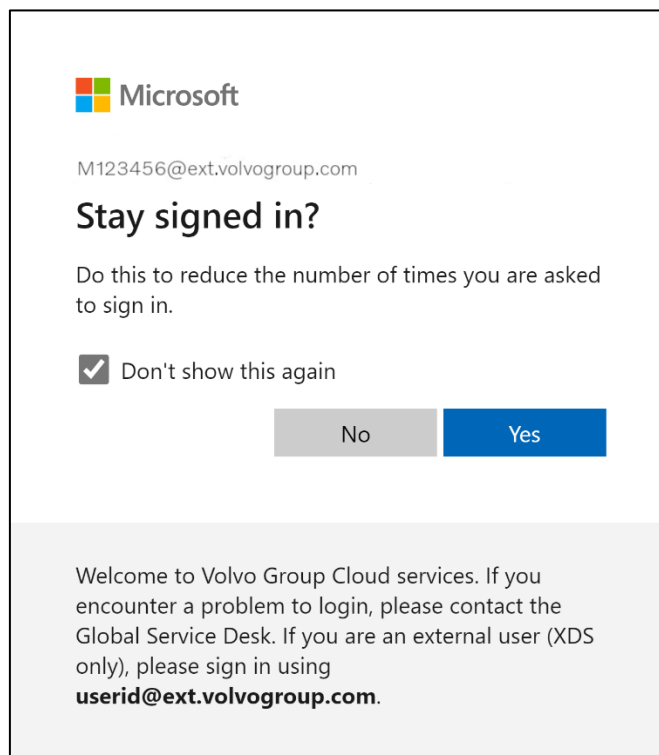 Microsoft
M123456@ext.volvogroup.com
Stay signed in?
Do this to reduce the number of times you are asked
to sign in.
Don't show this again
No
Yes
Welcome to Volvo Group Cloud services. If you
encounter a problem to login, please contact the
Global Service Desk. If you are an external user (XDS
only), please sign in using
userid@ext.volvogroup.com.